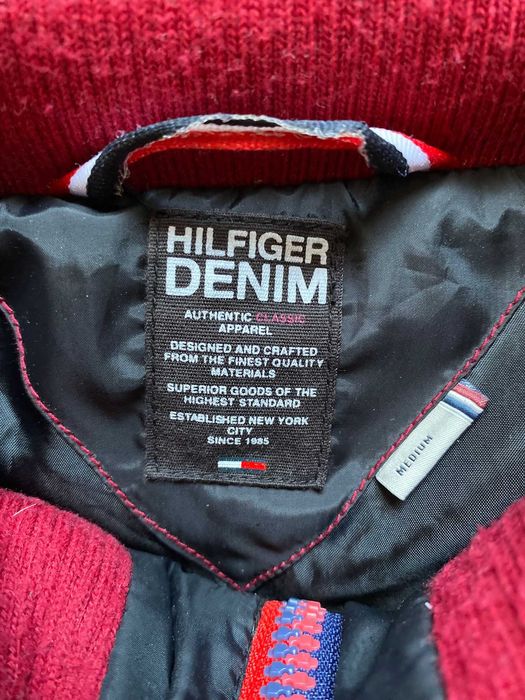 HILFIGER
DENIM
AUTHENTIC CLASSIC
APPAREL
DESIGNED AND CRAFTED
FROM THE FINEST QUALITY
MATERIALS
SUPERIOR GOODS OF THE
HIGHEST STANDARD
ESTABLISHED NEW YORK
CITY
SINCE 1985
MEDIUM